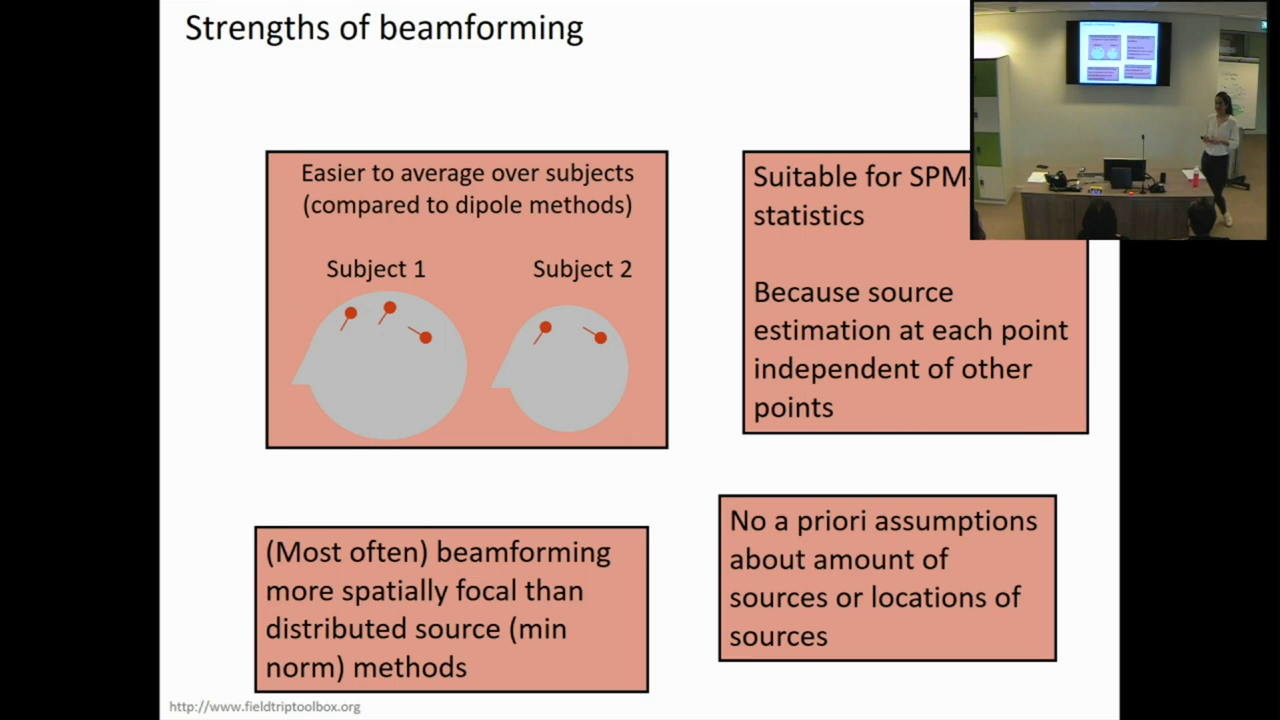 Strengths of beamforming
Easier to average over subjects
(compared to dipole methods)
Subject 1
Subject 2
Suitable for SPM-
statistics
Because source
estimation at each point
independent of other
points
(Most often) beamforming
more spatially focal than
distributed source (min
norm) methods
No a priori assumptions
about amount of
sources or locations of
sources
http://www.fieldtriptoolbox.org